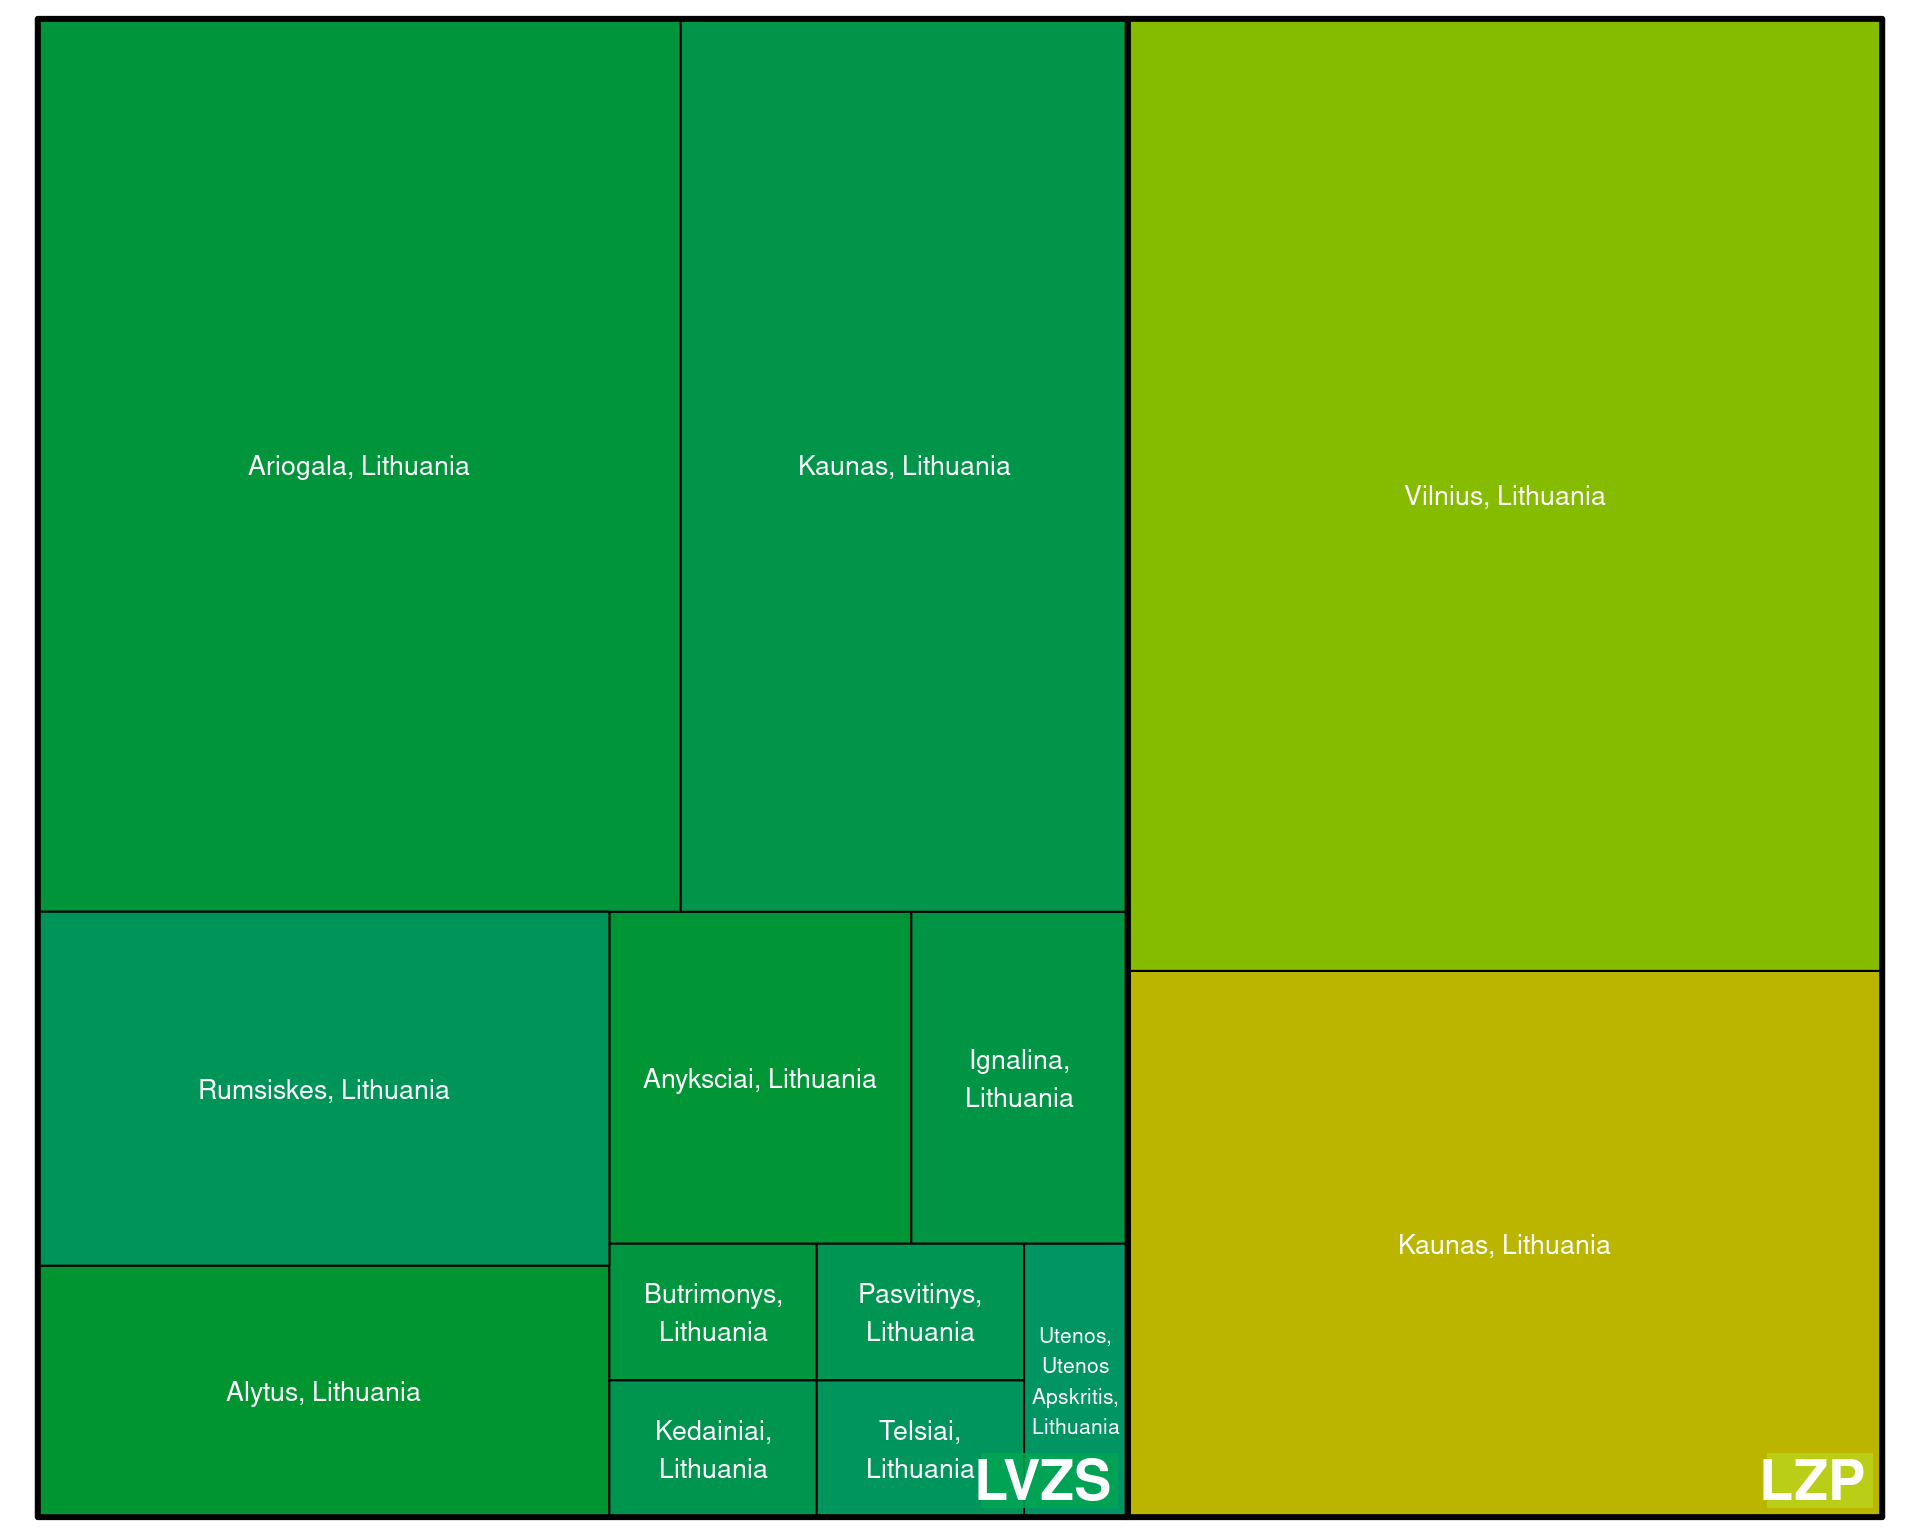 Ariogala, Lithuania
Kaunas, Lithuania
Vilnius, Lithuania
Rumsiskes, Lithuania
Anyksciai, Lithuania
Ignalina,
Lithuania
Kaunas, Lithuania
Alytus, Lithuania
Butrimonys,
Lithuania
Pasvitinys,
Lithuania
Utenos,
Utenos
Apskritis,
Lithuania
Kedainiai,
Lithuania
Telsiai,
Lithuania
LVZS
LZP